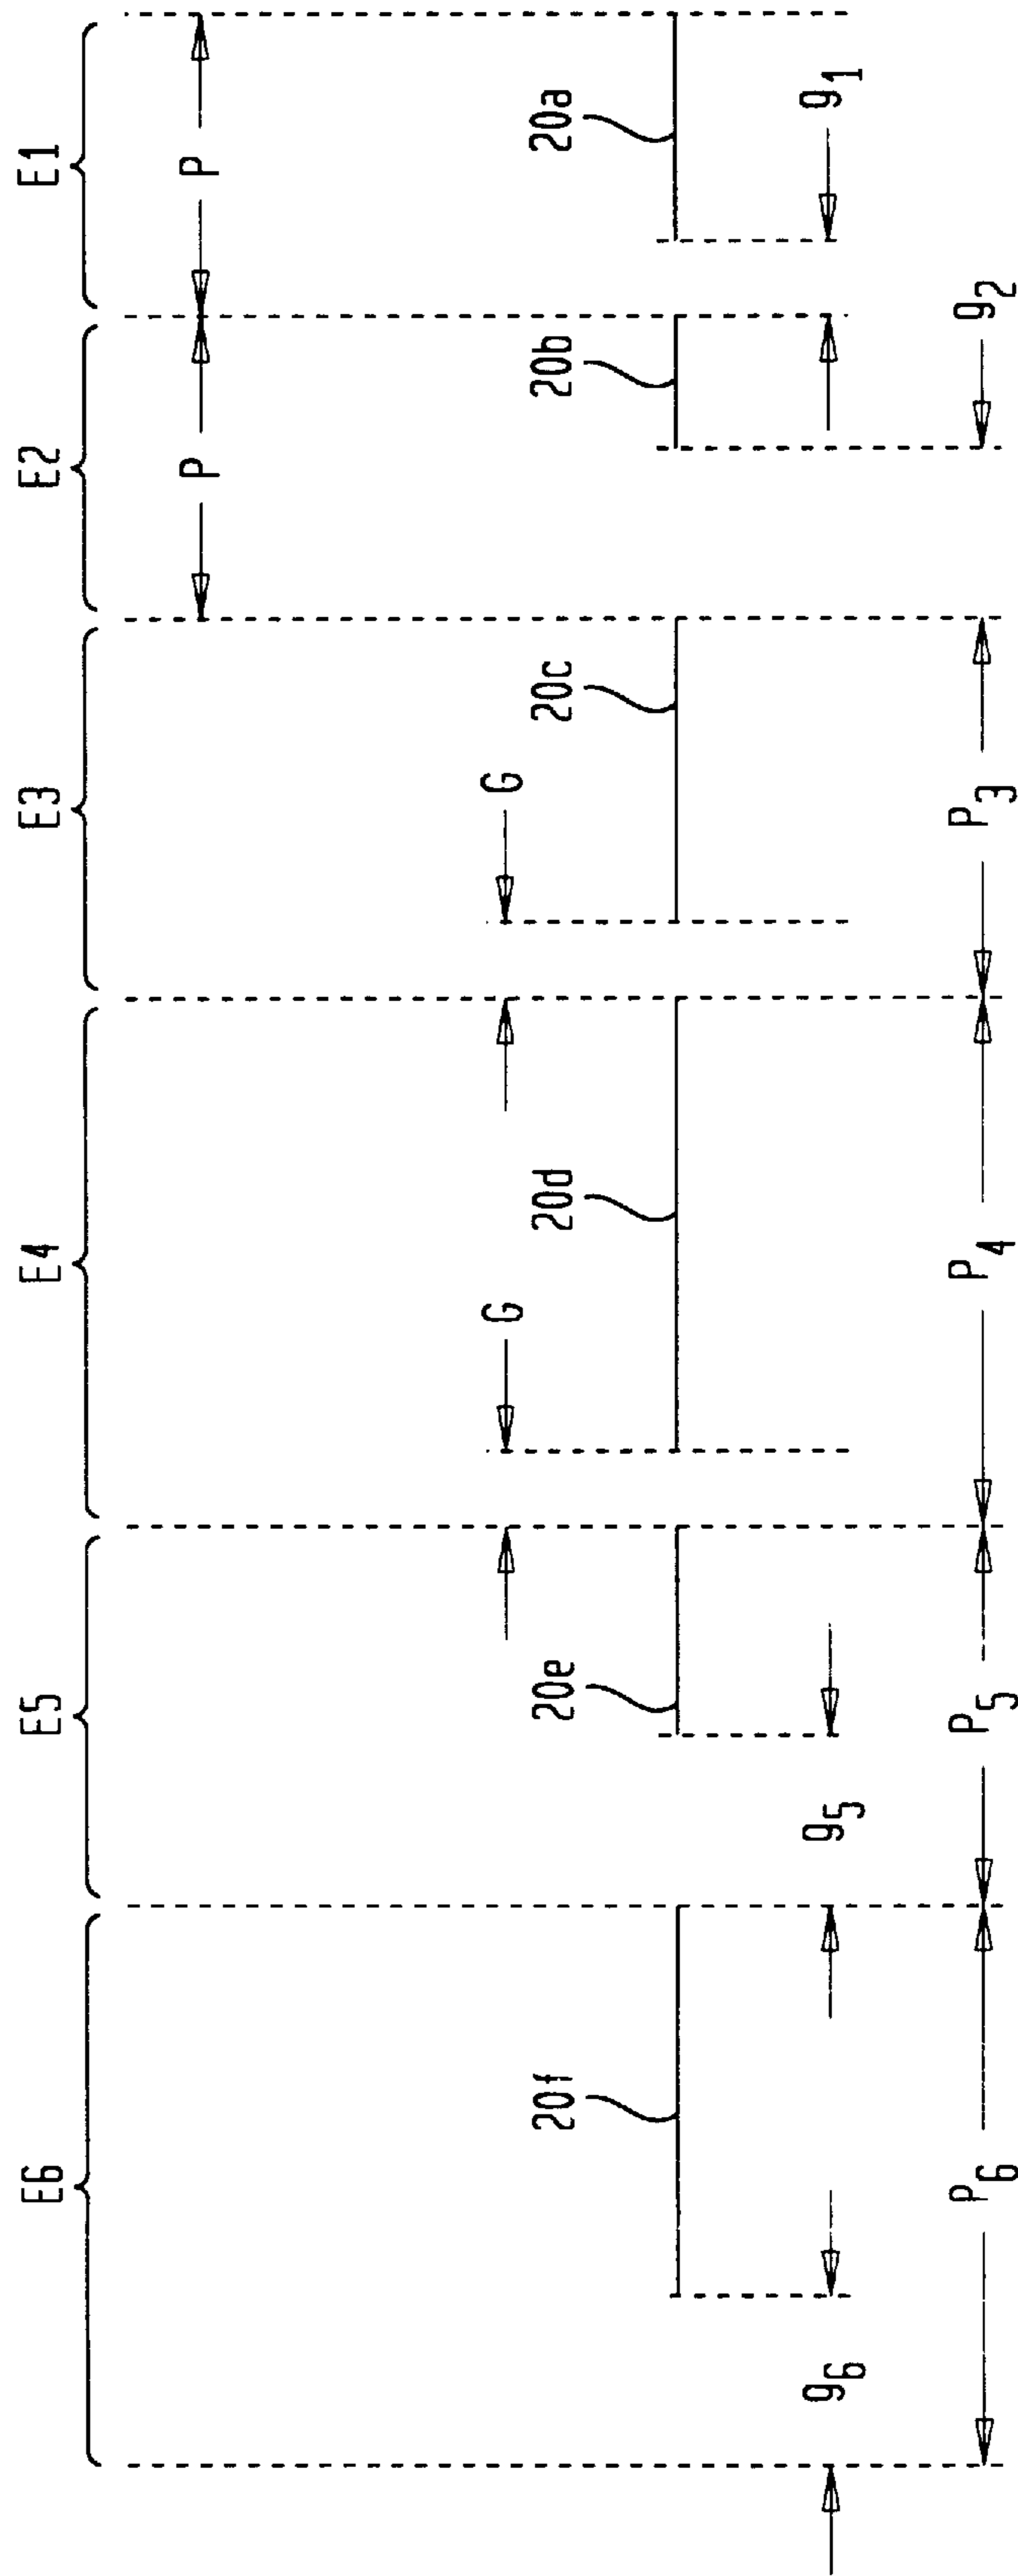 E6 E5 E4 E3 E2 E1
P P
G G
20f 20e 20d 20c 20b 20a
g₆ g₅ g₁
P₆ P₅ P₄ P₃ g₂